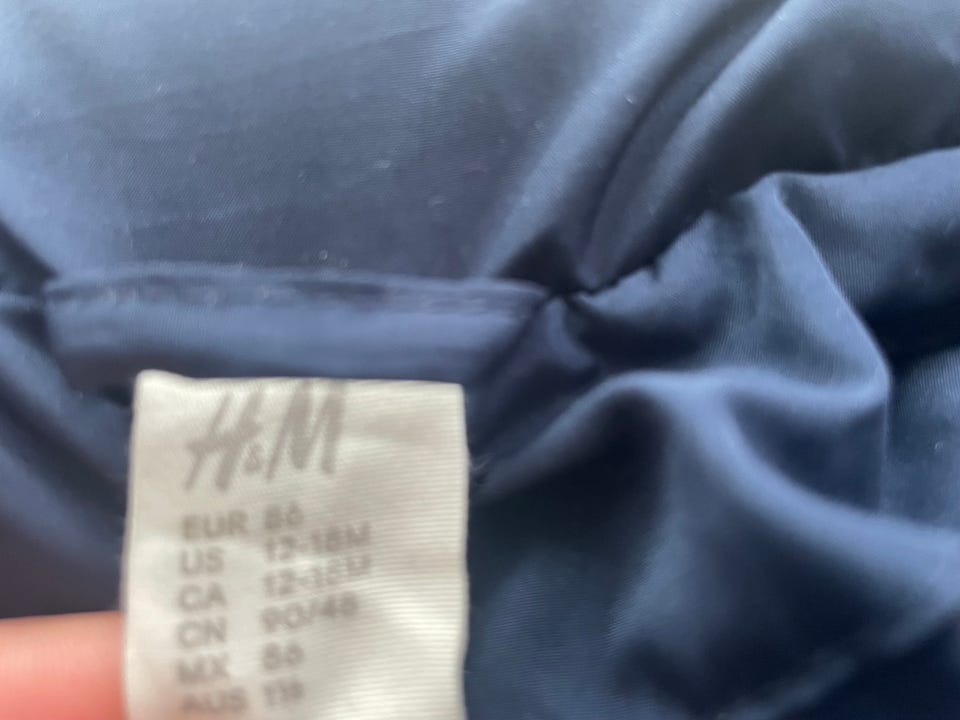 H&M
EUR 86
US 12-18M
CA 12-18M
CN 90/48
MX 86
AUS